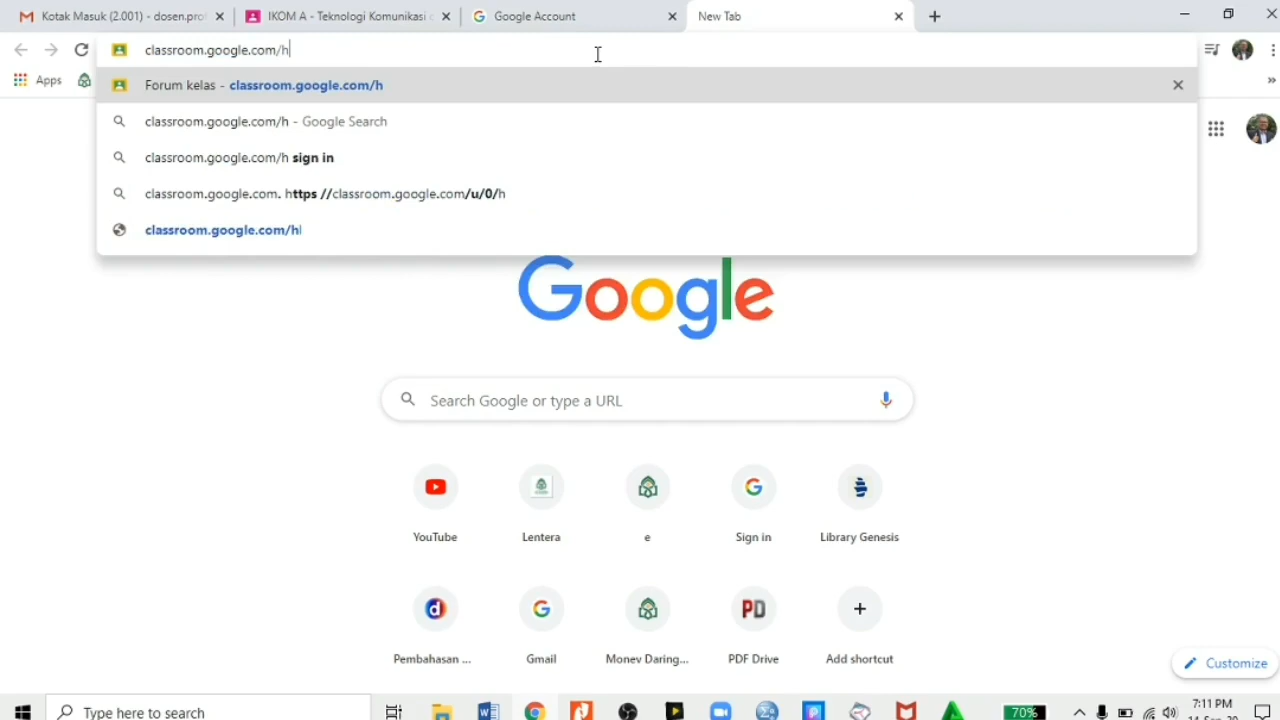 Kotak Masuk (2.001) - dosen.pro
IKOM A - Teknologi Komunikasi
Google Account
New Tab
classroom.google.com/h
Apps
Forum kelas - classroom.google.com/h
classroom.google.com/h - Google Search
classroom.google.com/h sign in
classroom.google.com. https //classroom.google.com/u/0/h
classroom.google.com/hl
Google
Search Google or type a URL
YouTube
Lentera
e
Sign in
Library Genesis
Pembahasan ...
Gmail
Monev Daring...
PD
PDF Drive
Add shortcut
Customize
Type here to search
70%
7:11 PM